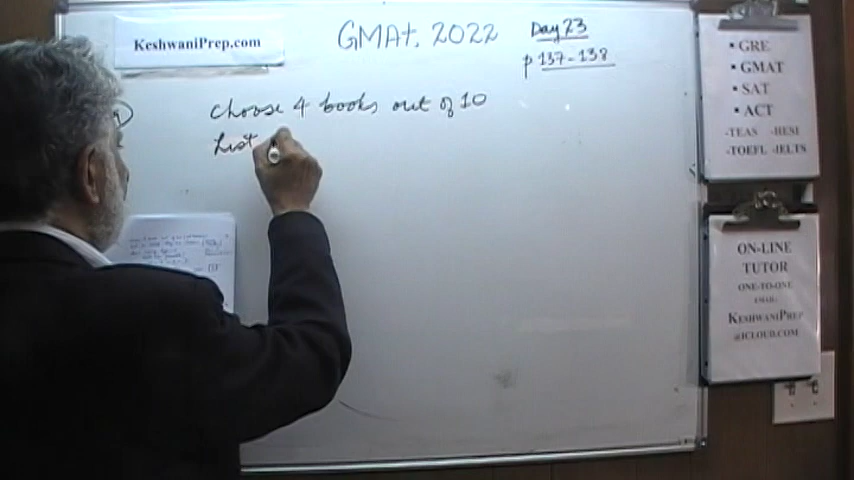 KeshwaniPrep.com
GMAt, 2022
Day 23
p 137-138
Choose 4 books out of 10
List
▪ GRE
▪ GMAT
▪ SAT
▪ ACT
-TEAS -HESI
-TOEFL -IELTS
ON-LINE
TUTOR
ONE-TO-ONE
EMAIL:
KESHWANIPREP
@ICLOUD.COM